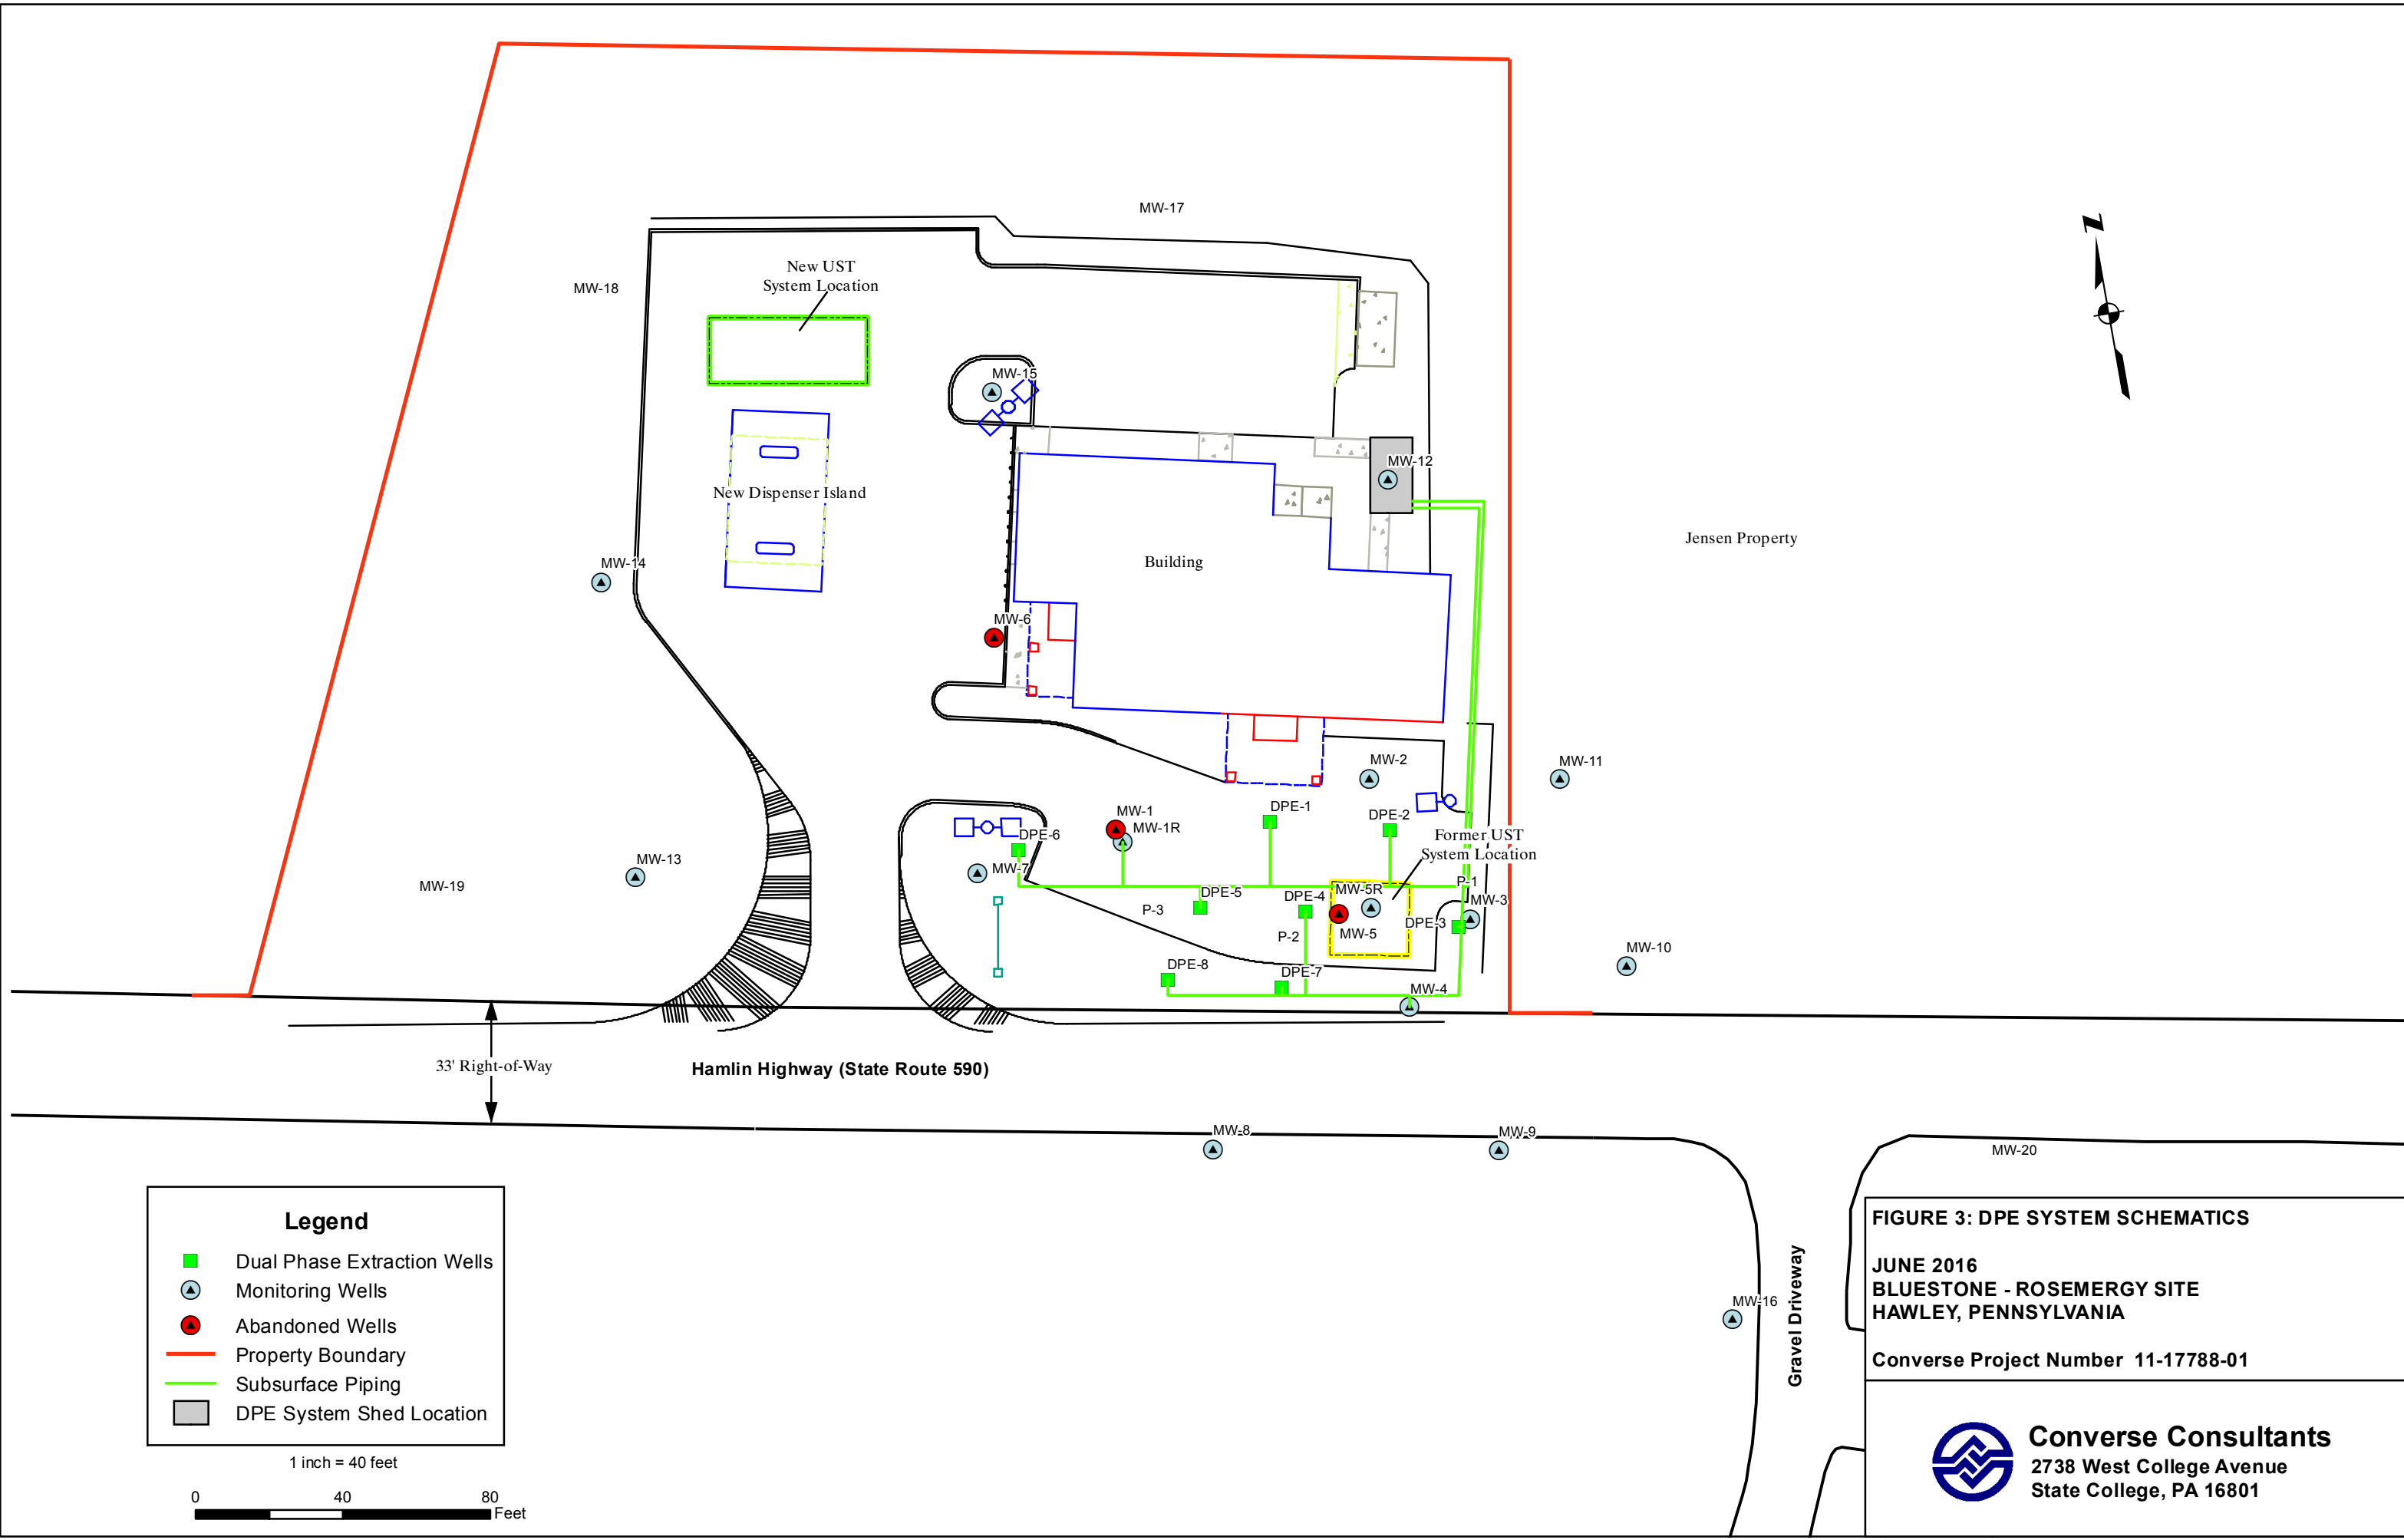 MW-17
N
New UST
System Location
MW-18
MW-15
MW-12
New Dispenser Island
Jensen Property
Building
MW-14
MW-6
MW-2
MW-11
DPE-1
MW-1
DPE-2
MW-1R
DPE-6
Former UST
System Location
MW-13
MW-7
MW-19
P-1
MW-5R
DPE-5
DPE-4
MW-3
P-3
DPE-3
MW-5
P-2
MW-10
DPE-8
DPE-7
MW-4
33' Right-of-Way
Hamlin Highway (State Route 590)
MW-8
MW-9
MW-20
MW-16
Gravel Driveway
Legend
Dual Phase Extraction Wells
Monitoring Wells
Abandoned Wells
Property Boundary
Subsurface Piping
DPE System Shed Location
1 inch = 40 feet
0 40 80
Feet
FIGURE 3: DPE SYSTEM SCHEMATICS
JUNE 2016
BLUESTONE - ROSEMERGY SITE
HAWLEY, PENNSYLVANIA
Converse Project Number 11-17788-01
Converse Consultants
2738 West College Avenue
State College, PA 16801